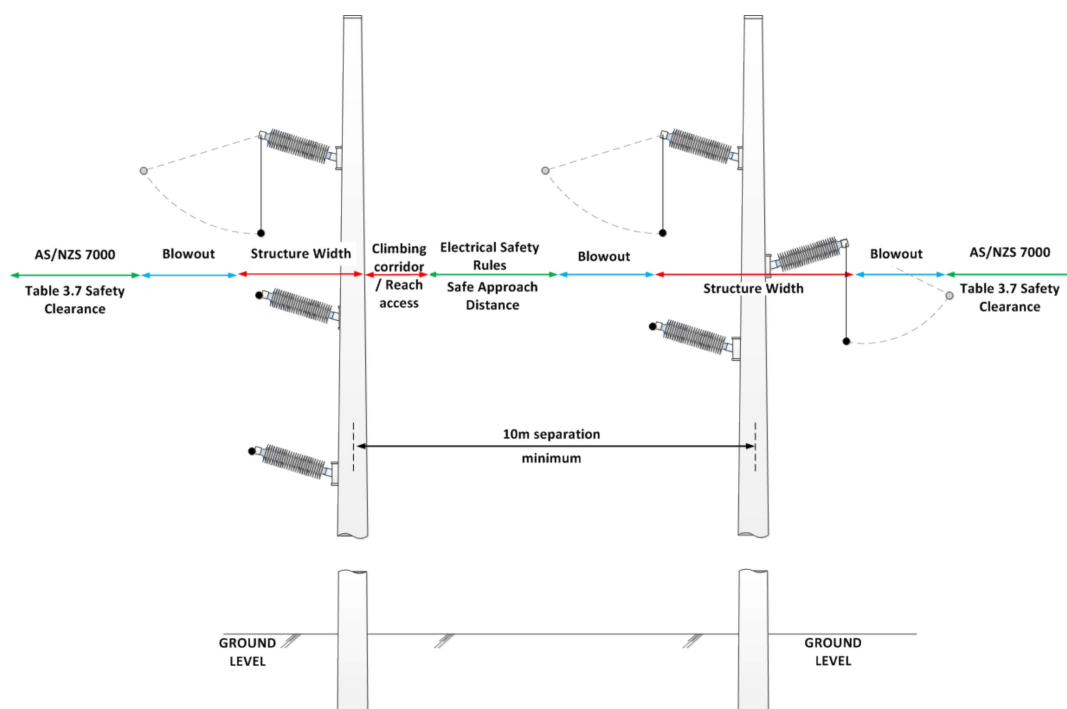 AS/NZS 7000
Table 3.7 Safety
Clearance
Blowout
Structure Width
Climbing
corridor
/ Reach
access
Electrical Safety
Rules
Safe Approach
Distance
Blowout
Structure Width
Blowout
AS/NZS 7000
Table 3.7 Safety
Clearance
10m separation
minimum
GROUND
LEVEL
GROUND
LEVEL